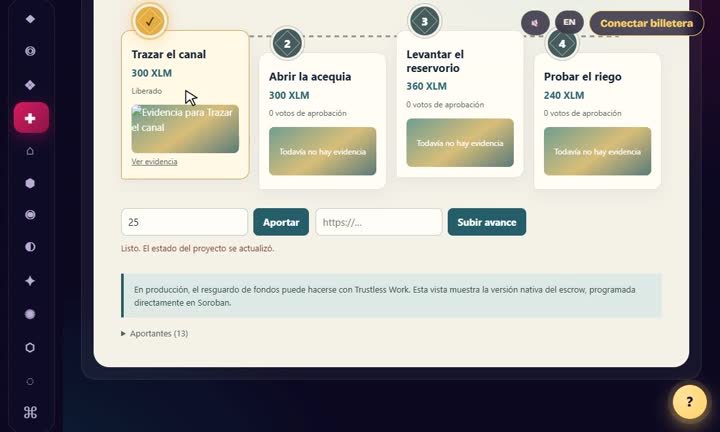 EN
Conectar billetera
✓
Trazar el canal
300 XLM
Liberado
Evidencia para Trazar
el canal
Ver evidencia
2
Abrir la acequia
300 XLM
0 votos de aprobación
Todavía no hay evidencia
3
Levantar el
reservorio
360 XLM
0 votos de aprobación
Todavía no hay evidencia
4
Probar el riego
240 XLM
0 votos de aprobación
Todavía no hay evidencia
25
Aportar
https://...
Subir avance
Listo. El estado del proyecto se actualizó.
En producción, el resguardo de fondos puede hacerse con Trustless Work. Esta vista muestra la versión nativa del escrow, programada
directamente en Soroban.
▶ Aportantes (13)
?